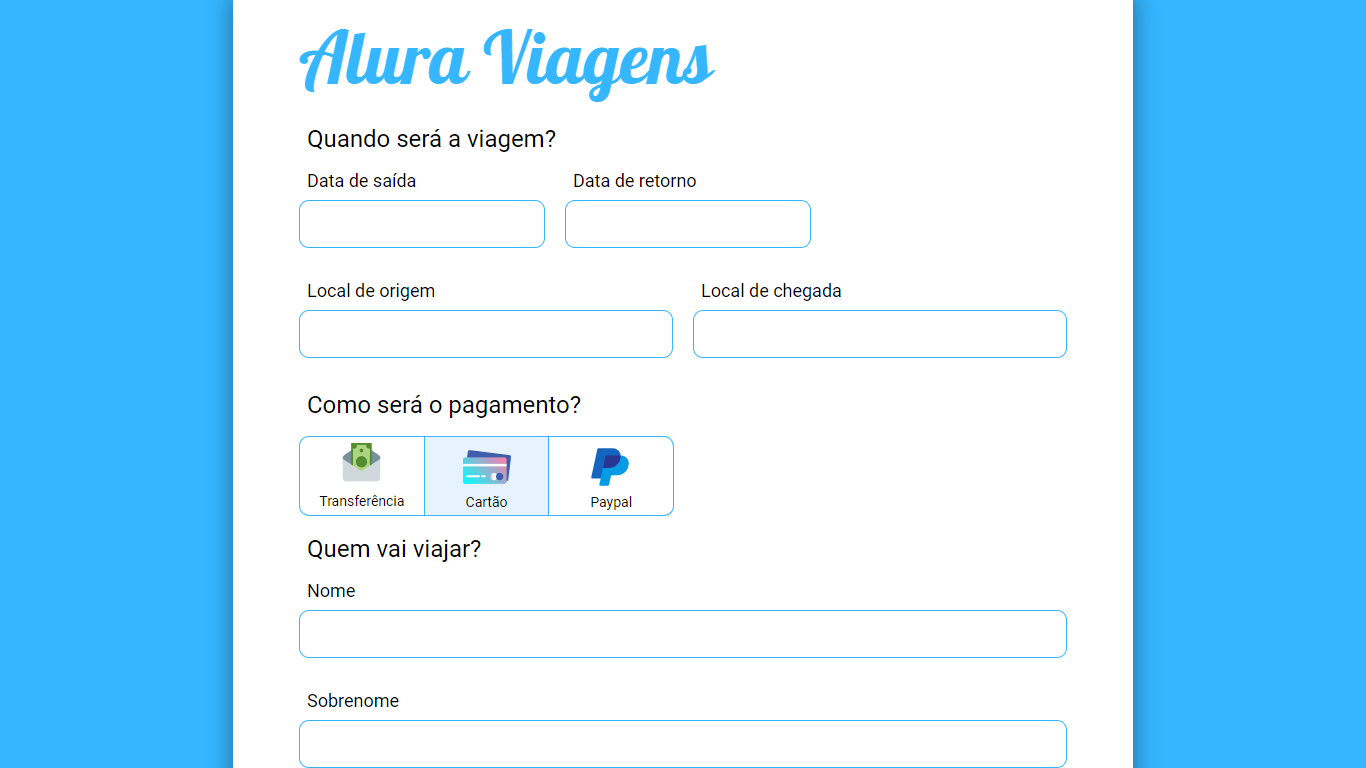 Alura Viagens
Quando será a viagem?
Data de saída Data de retorno
Local de origem Local de chegada
Como será o pagamento?
Transferência Cartão Paypal
Quem vai viajar?
Nome
Sobrenome